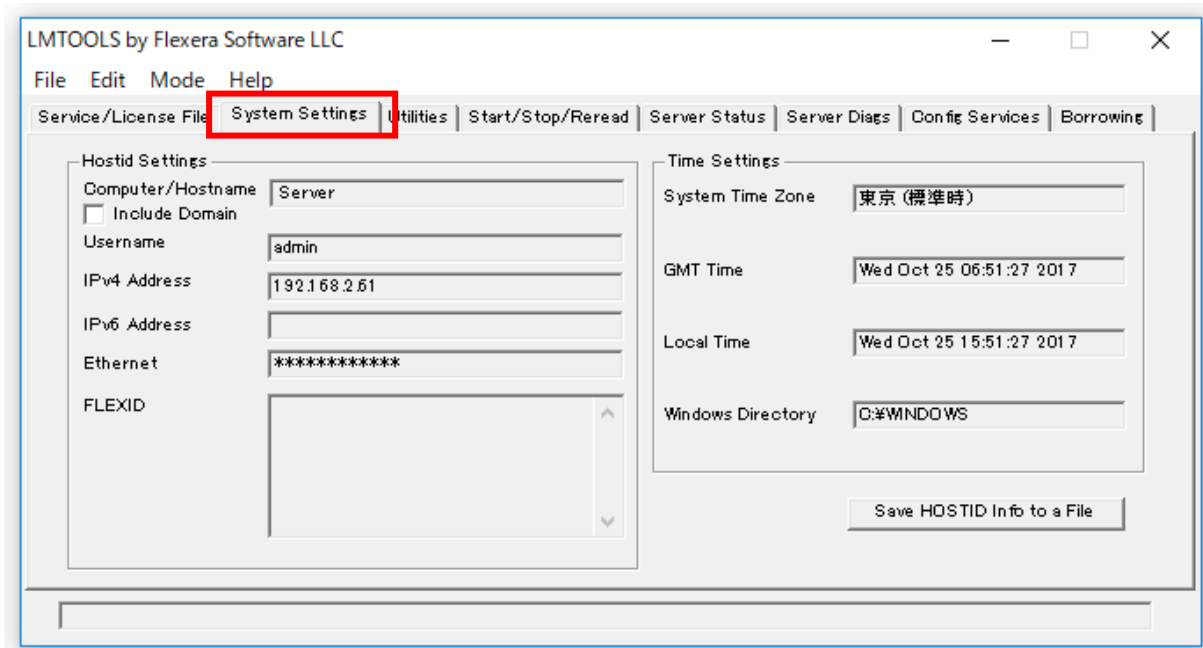 LMTOOLS by Flexera Software LLC
File Edit Mode Help
Service/License File System Settings Utilities Start/Stop/Reread Server Status Server Diags Config Services Borrowing
Hostid Settings
Computer/Hostname Server
Include Domain
Username admin
IPv4 Address 192.168.2.61
IPv6 Address
Ethernet ************
FLEXID
Time Settings
System Time Zone 東京 (標準時)
GMT Time Wed Oct 25 06:51:27 2017
Local Time Wed Oct 25 15:51:27 2017
Windows Directory C:¥WINDOWS
Save HOSTID Info to a File